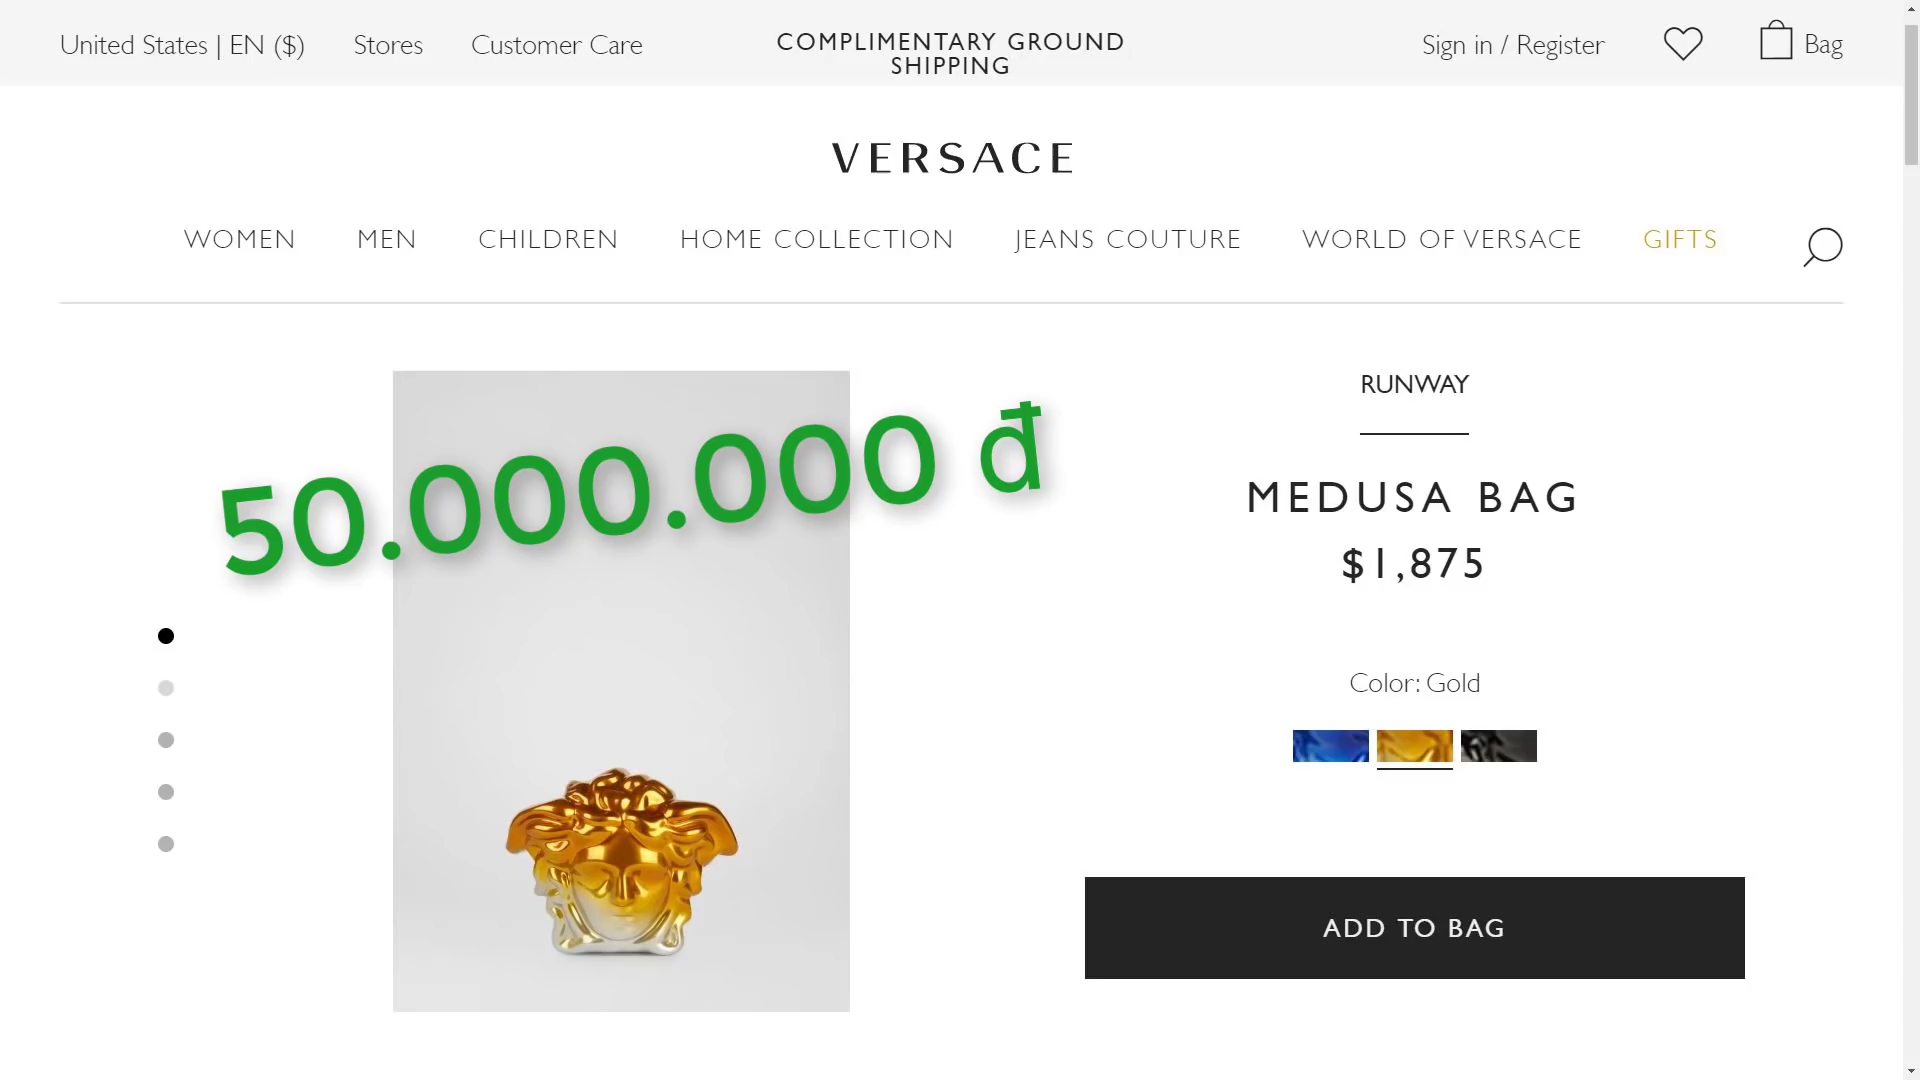 United States | EN ($) Stores Customer Care
COMPLIMENTARY GROUND
SHIPPING
Sign in / Register Bag
VERSACE
WOMEN MEN CHILDREN HOME COLLECTION JEANS COUTURE WORLD OF VERSACE GIFTS
50.000.000 đ
RUNWAY
MEDUSA BAG
$1,875
Color: Gold
ADD TO BAG